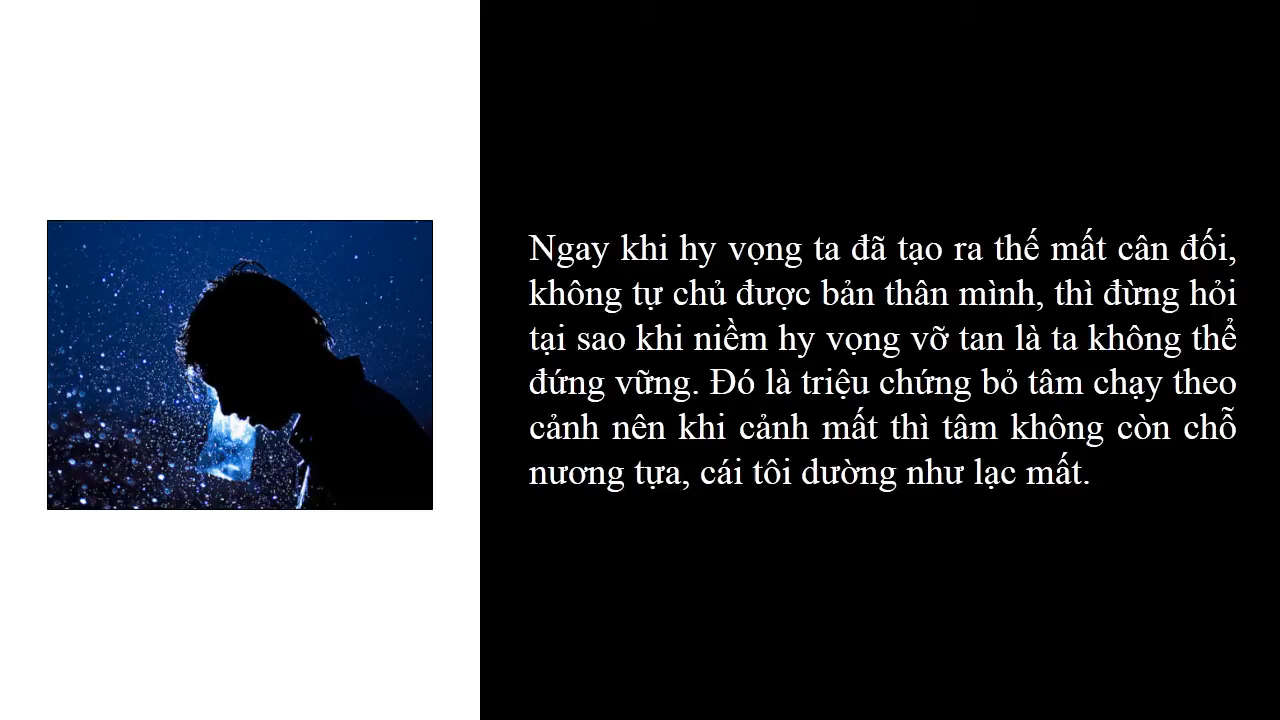 Ngay khi hy vọng ta đã tạo ra thế mất cân đối,
không tự chủ được bản thân mình, thì đừng hỏi
tại sao khi niềm hy vọng vỡ tan là ta không thể
đứng vững. Đó là triệu chứng bỏ tâm chạy theo
cảnh nên khi cảnh mất thì tâm không còn chỗ
nương tựa, cái tôi dường như lạc mất.